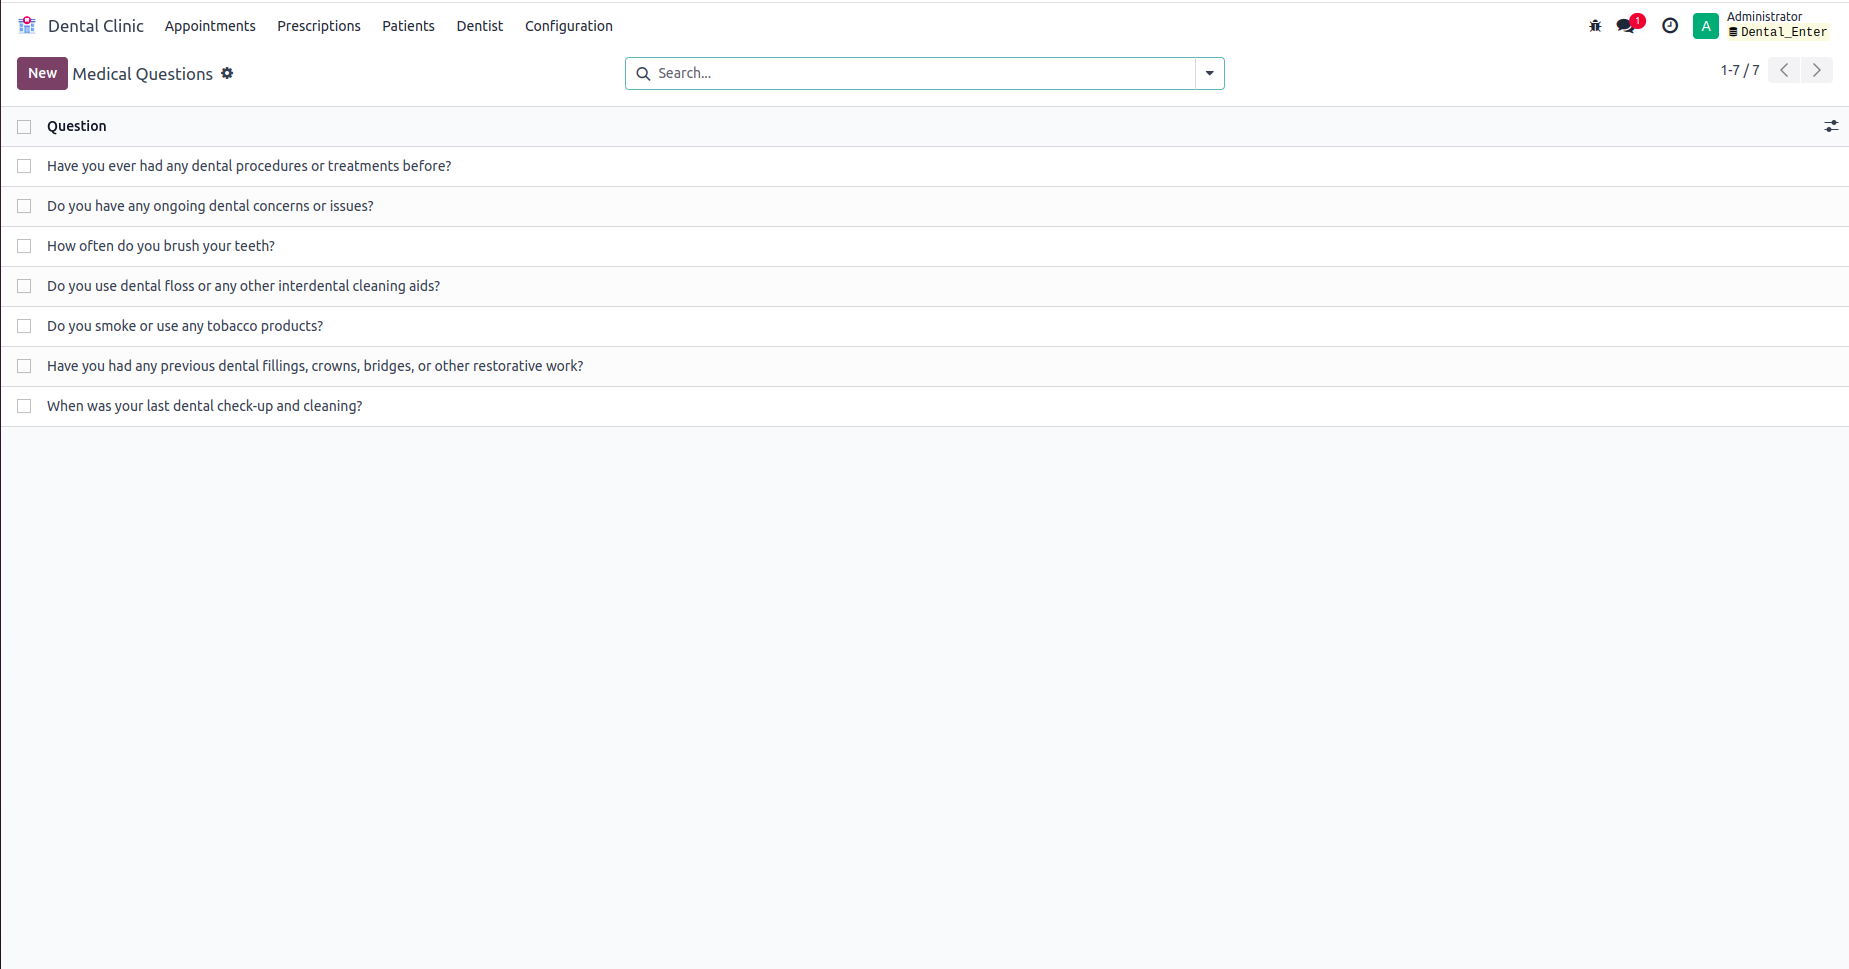 Dental Clinic Appointments Prescriptions Patients Dentist Configuration 1 A Administrator
Dental_Enter
New Medical Questions Search... 1-7 / 7
Question
Have you ever had any dental procedures or treatments before?
Do you have any ongoing dental concerns or issues?
How often do you brush your teeth?
Do you use dental floss or any other interdental cleaning aids?
Do you smoke or use any tobacco products?
Have you had any previous dental fillings, crowns, bridges, or other restorative work?
When was your last dental check-up and cleaning?